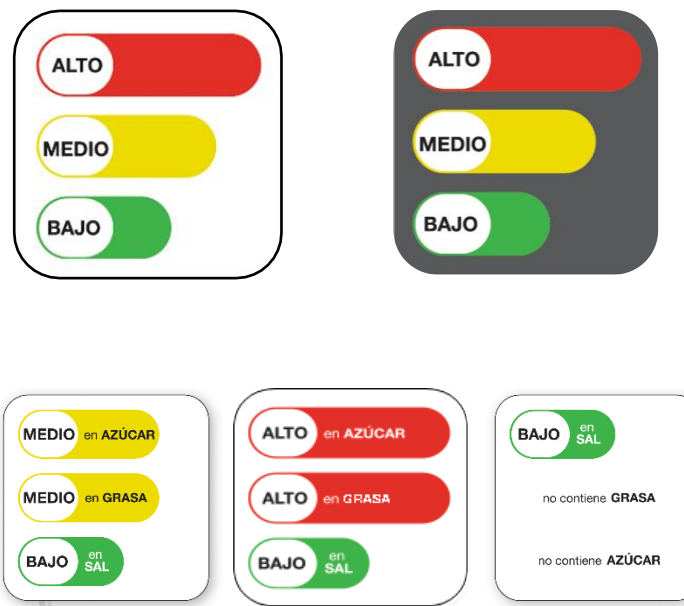 ALTO
MEDIO
BAJO
ALTO
MEDIO
BAJO
MEDIO en AZÚCAR
MEDIO en GRASA
BAJO en
SAL
ALTO en AZÚCAR
ALTO en GRASA
BAJO en
SAL
BAJO en
SAL
no contiene GRASA
no contiene AZÚCAR